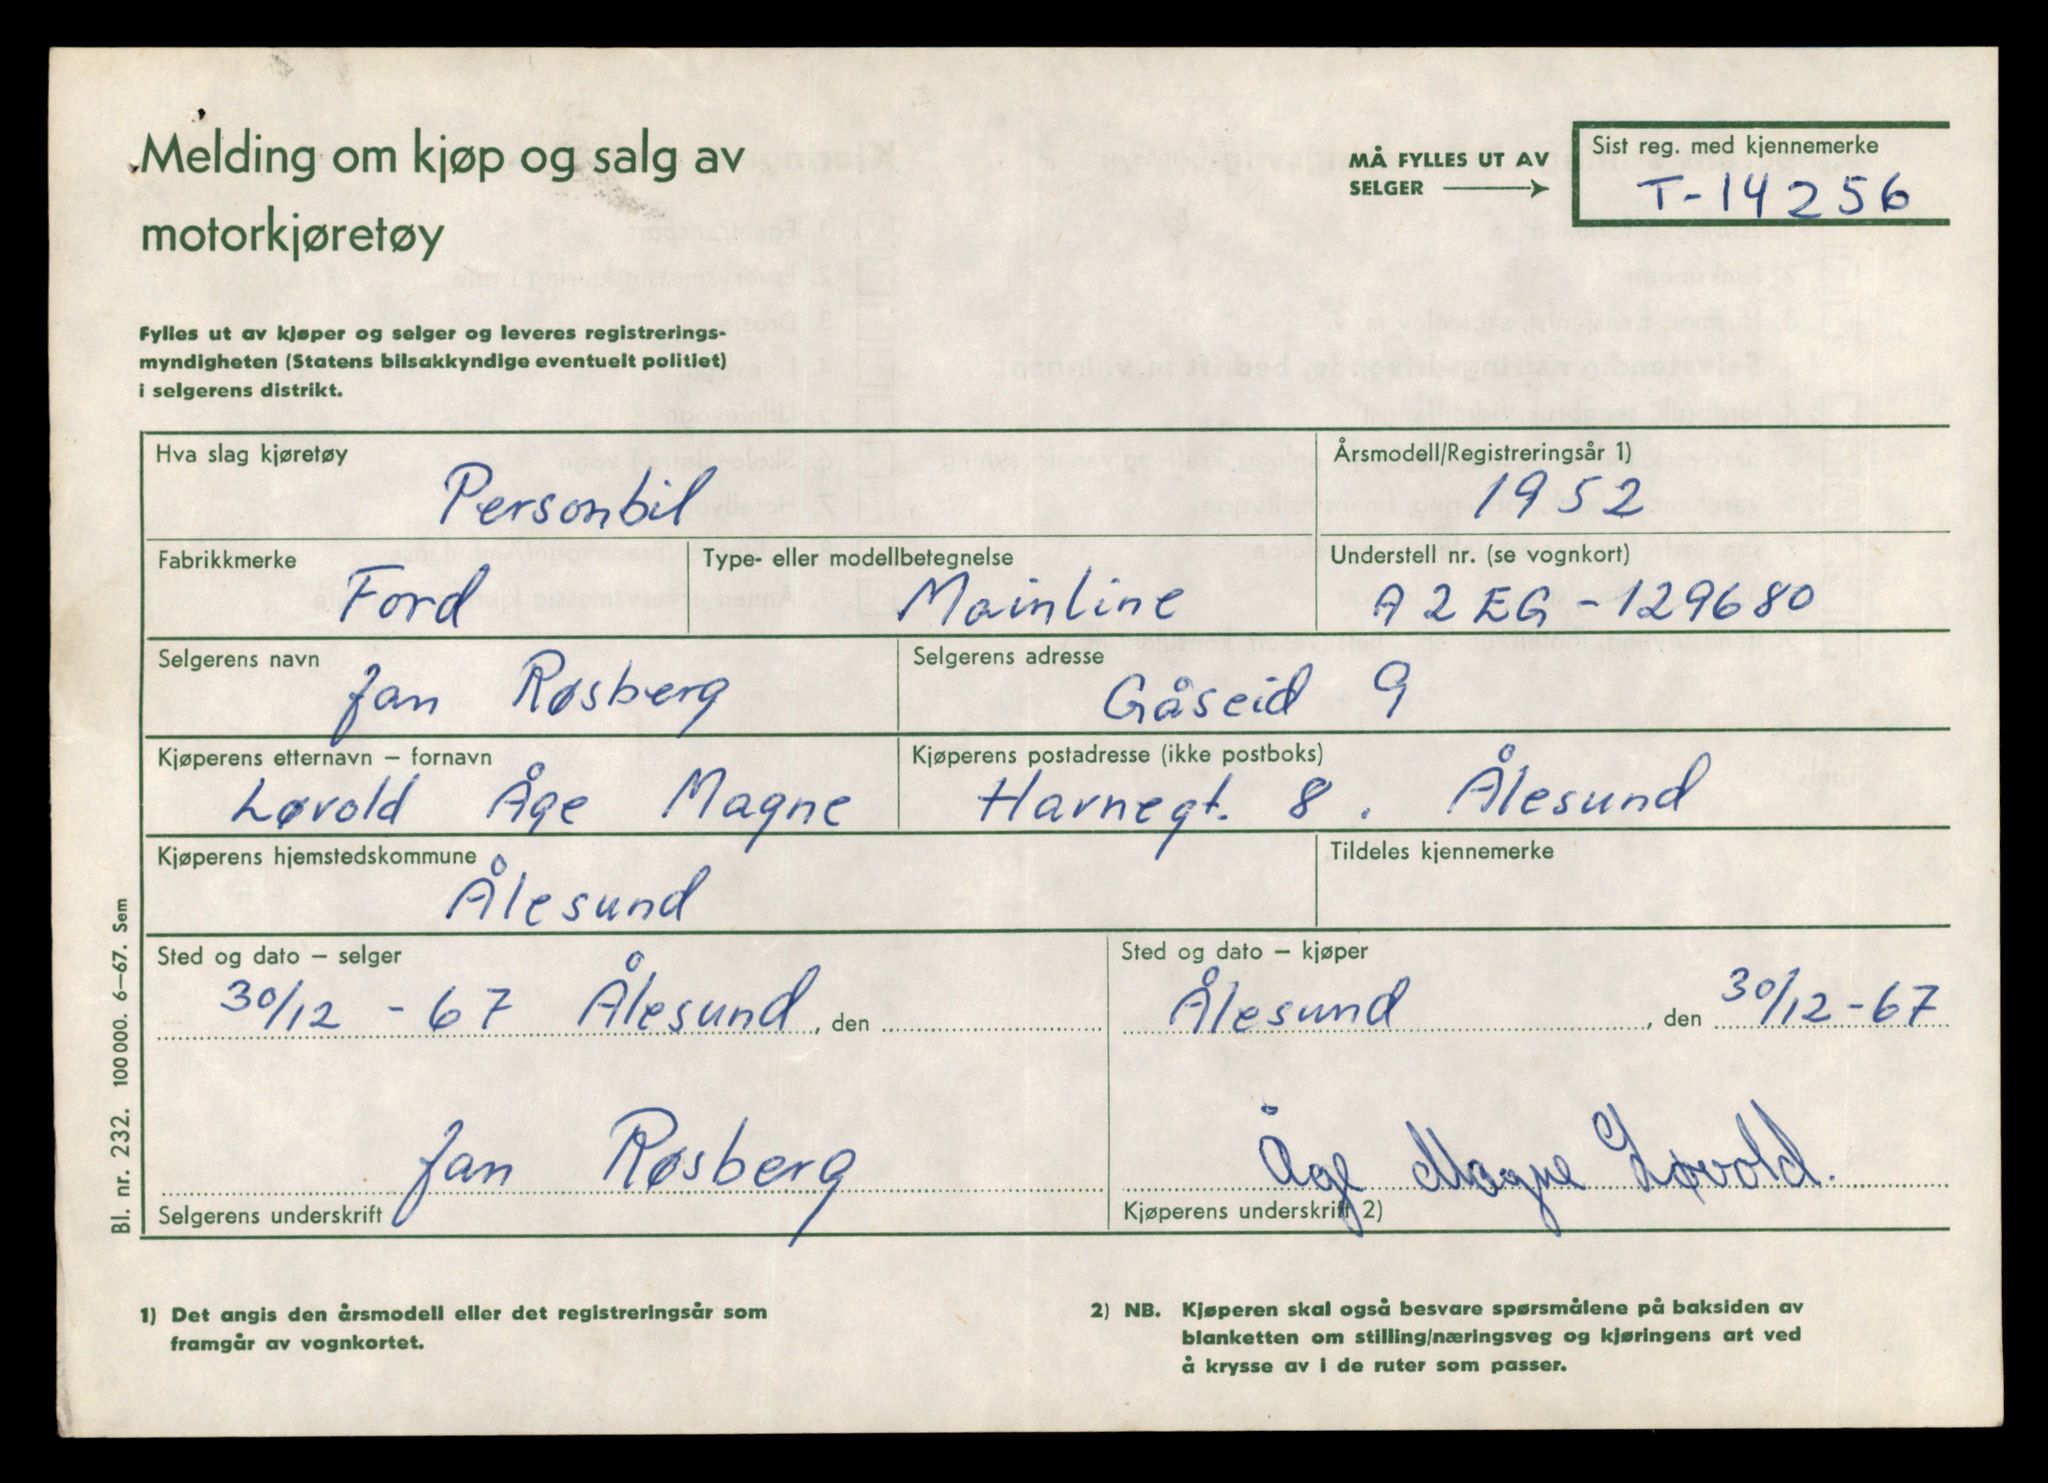 Melding om kjøp og salg av
motorkjøretøy
MÅ FYLLES UT AV
SELGER
Sist reg. med kjennemerke
T-14256
Fylles ut av kjøper og selger og leveres registrerings-
myndigheten (Statens bilsakkyndige eventuelt politiet)
i selgerens distrikt.
Hva slag kjøretøy
Personbil
Årsmodell/Registreringsår 1)
1952
Fabrikkmerke
Ford
Type- eller modellbetegnelse
Mainline
Understell nr. (se vognkort)
A2EG-129680
Selgerens navn
Jan Røsberg
Selgerens adresse
Gåseid 9
Kjøperens etternavn – fornavn
Løvold Åge Magne
Kjøperens postadresse (ikke postboks)
Havnegt. 8. Ålesund
Kjøperens hjemstedskommune
Ålesund
Tildeles kjennemerke
Sted og dato – selger
30/12 - 67 Ålesund, den
Sted og dato – kjøper
Ålesund, den 30/12-67
Jan Røsberg
Selgerens underskrift
Åge Magne Løvold.
Kjøperens underskrift 2)
Bl. nr. 232. 100 000. 6–67. Sem
1) Det angis den årsmodell eller det registreringsår som
framgår av vognkortet.
2) NB. Kjøperen skal også besvare spørsmålene på baksiden av
blanketten om stilling/næringsveg og kjøringens art ved
å krysse av i de ruter som passer.